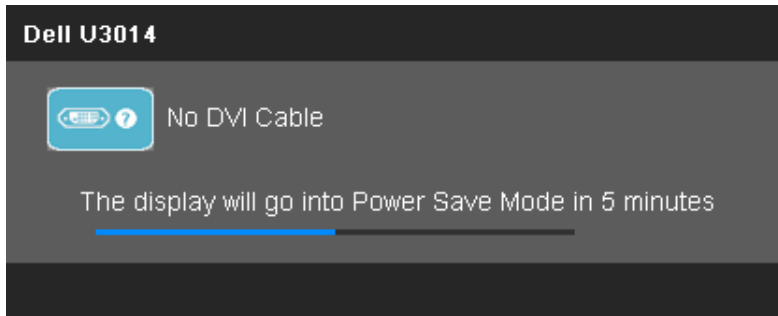 Dell U3014
No DVI Cable
The display will go into Power Save Mode in 5 minutes